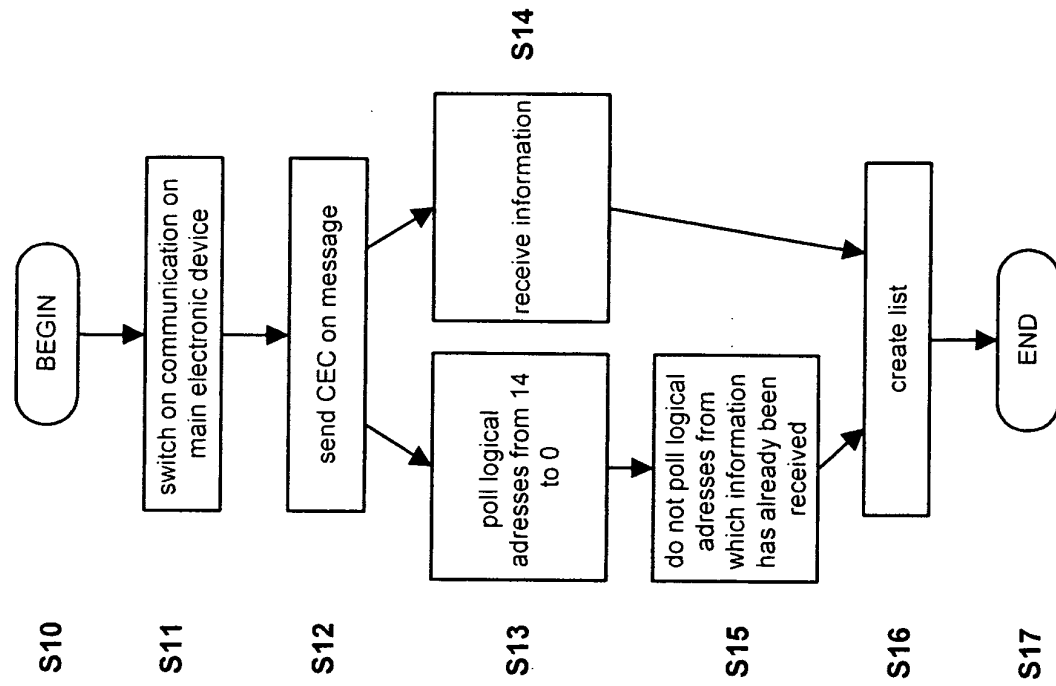 S10
BEGIN
S11
switch on communication on
main electronic device
S12
send CEC on message
S13
poll logical
adresses from 14
to 0
receive information
S14
S15
do not poll logical
adresses from
which information
has already been
received
S16
create list
S17
END